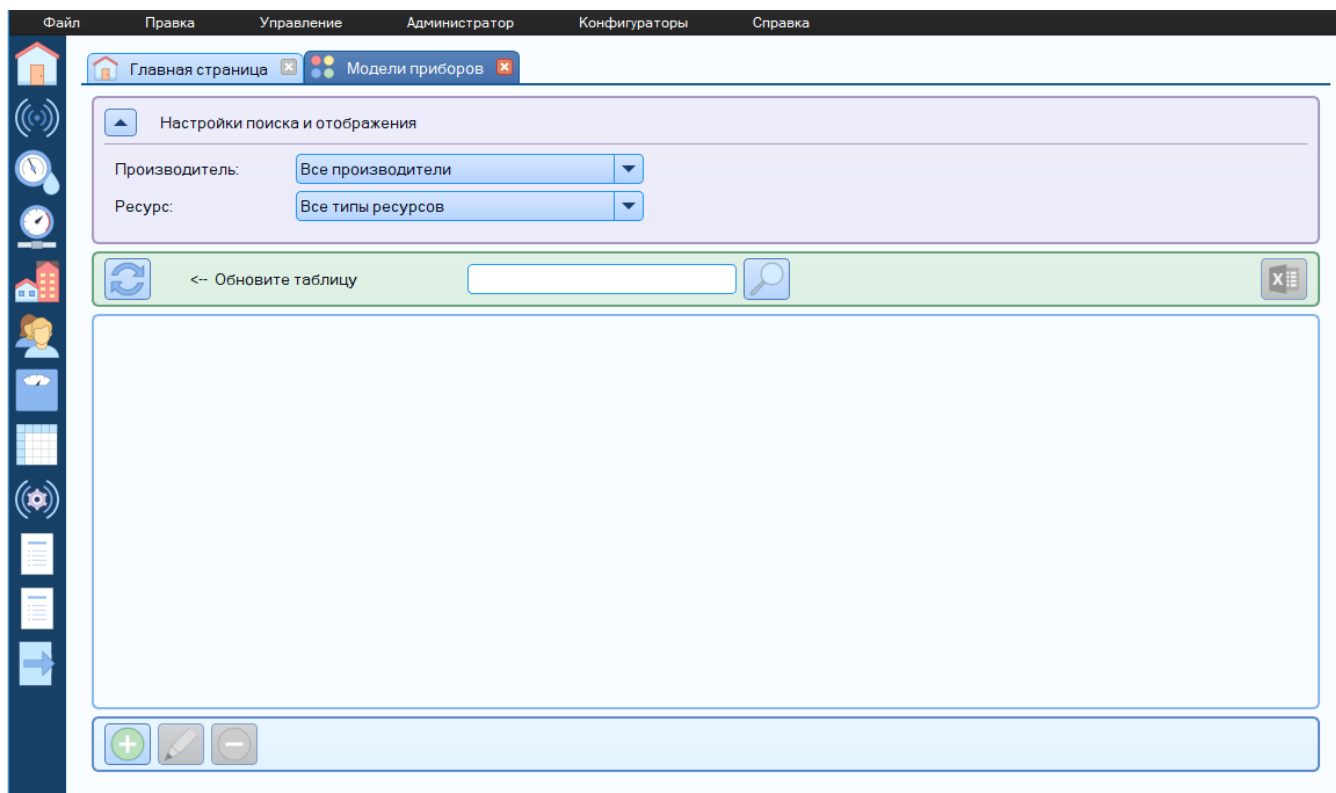 Файл Правка Управление Администратор Конфигураторы Справка
Главная страница Модели приборов
Настройки поиска и отображения
Производитель: Все производители
Ресурс: Все типы ресурсов
<-- Обновите таблицу